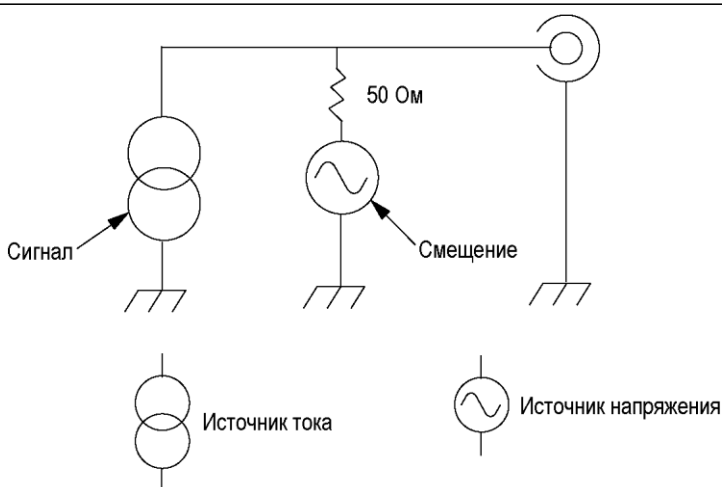 50 Ом
Сигнал
Смещение
Источник тока
Источник напряжения